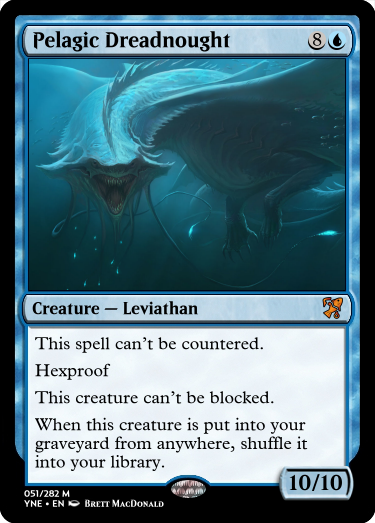 Pelagic Dreadnought 8
Creature — Leviathan
This spell can't be countered.
Hexproof
This creature can't be blocked.
When this creature is put into your
graveyard from anywhere, shuffle it
into your library.
10/10
051/282 M
YNE • EN Brett MacDonald